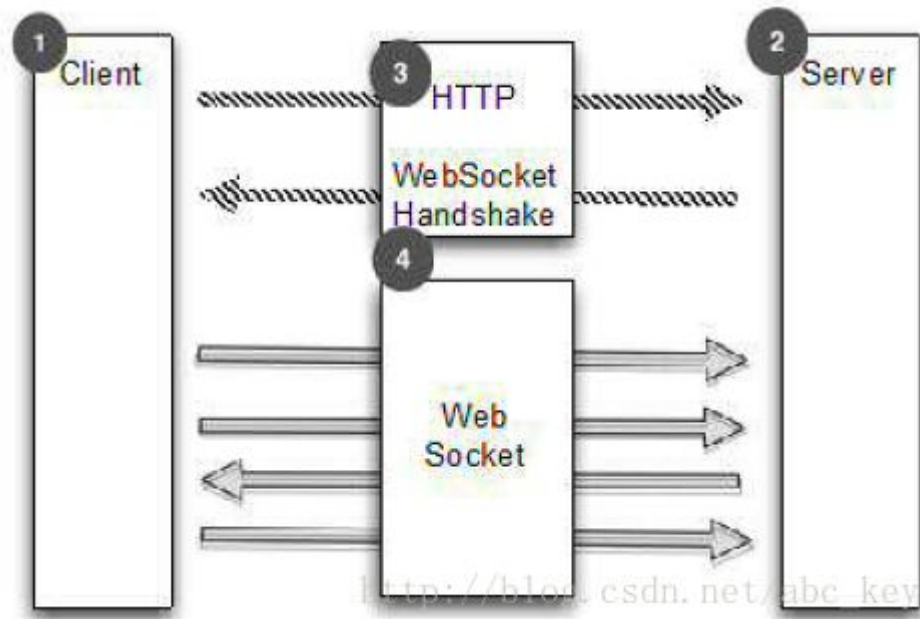 1
Client
2
Server
3
HTTP
WebSocket
Handshake
4
Web
Socket
http://blog.csdn.net/abc_key